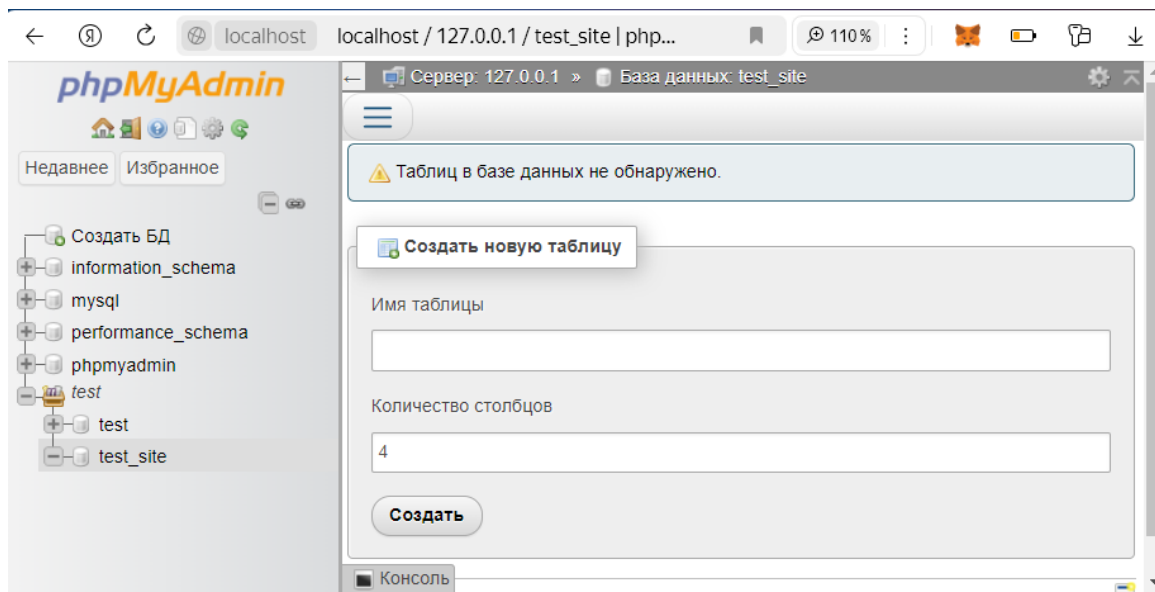 localhost localhost / 127.0.0.1 / test_site | php... 110 %
phpMyAdmin
Недавнее Избранное
Создать БД
information_schema
mysql
performance_schema
phpmyadmin
test
test
test_site
Сервер: 127.0.0.1 » База данных: test_site
Таблиц в базе данных не обнаружено.
Создать новую таблицу
Имя таблицы
Количество столбцов
4
Создать
Консоль